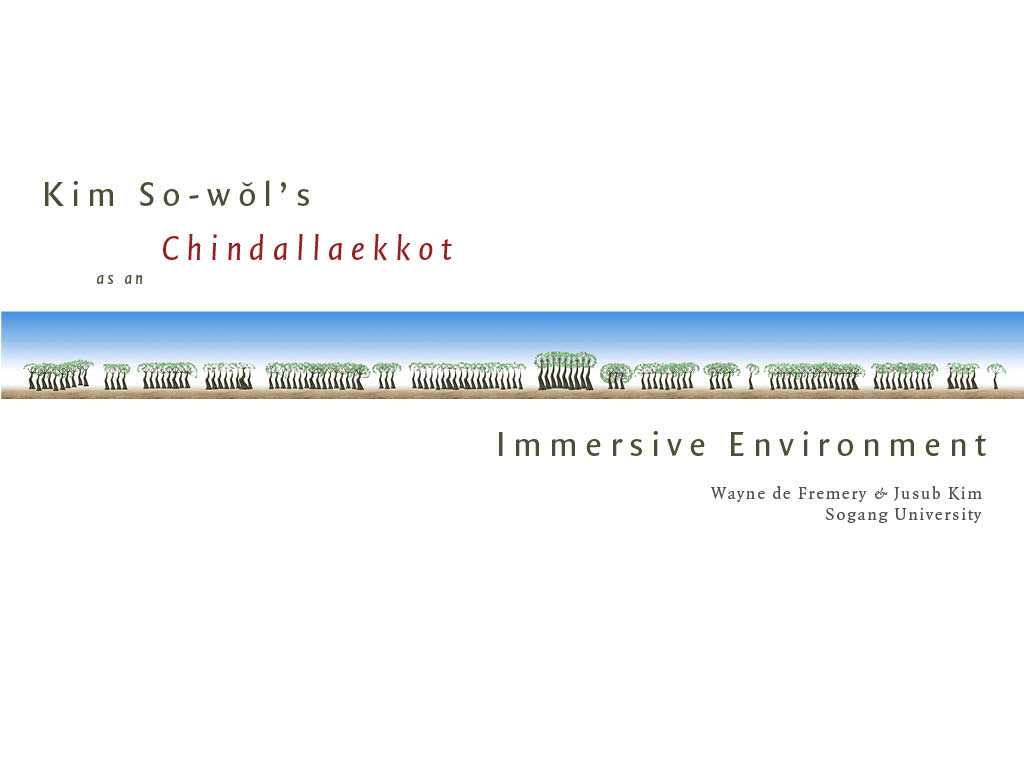 Kim So-wŏl’s
Chindallaekkot
as an
Immersive Environment
Wayne de Fremery & Jusub Kim
Sogang University